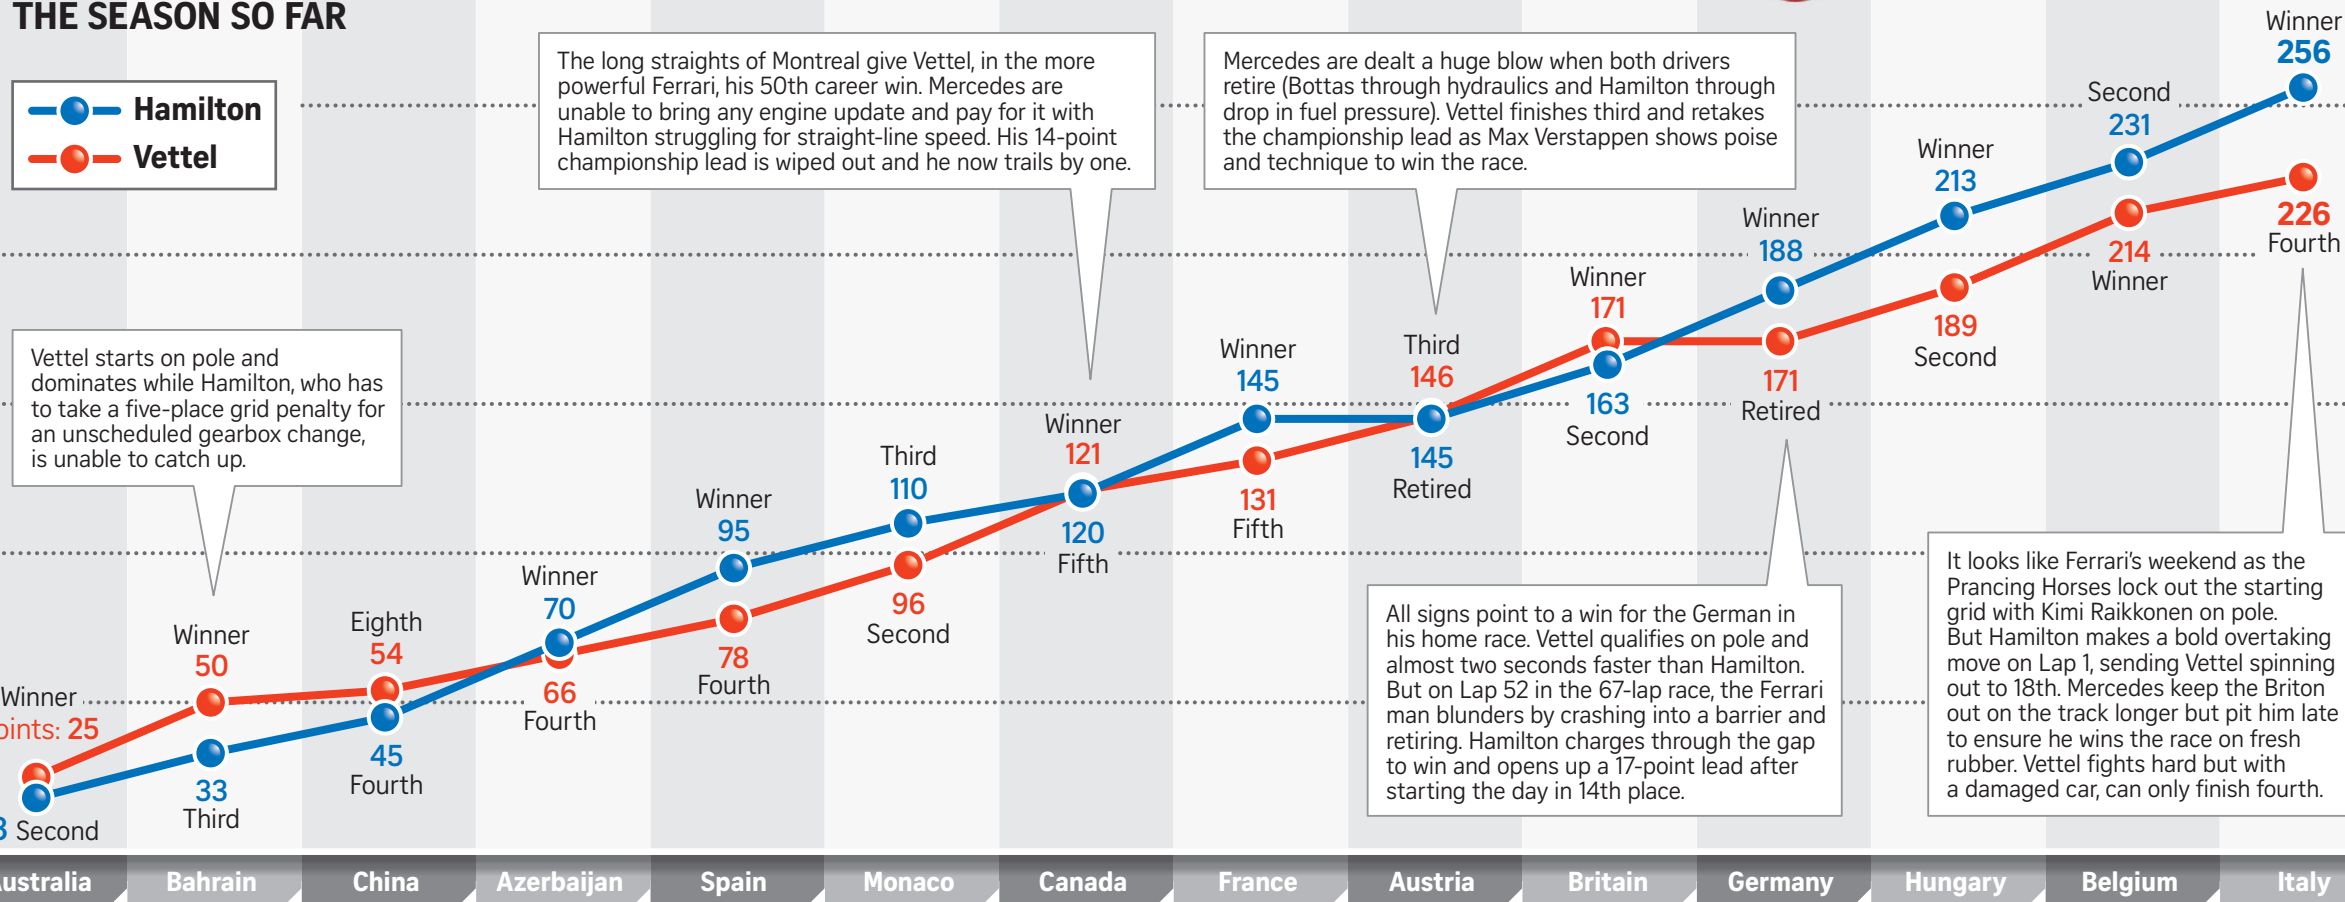 THE SEASON SO FAR
Hamilton
Vettel
The long straights of Montreal give Vettel, in the more
powerful Ferrari, his 50th career win. Mercedes are
unable to bring any engine update and pay for it with
Hamilton struggling for straight-line speed. His 14-point
championship lead is wiped out and he now trails by one.
Mercedes are dealt a huge blow when both drivers
retire (Bottas through hydraulics and Hamilton through
drop in fuel pressure). Vettel finishes third and retakes
the championship lead as Max Verstappen shows poise
and technique to win the race.
Vettel starts on pole and
dominates while Hamilton, who has
to take a five-place grid penalty for
an unscheduled gearbox change,
is unable to catch up.
Winner
oints: 25
3 Second
Winner
50
33
Third
Eighth
54
45
Fourth
Winner
70
66
Fourth
Winner
95
78
Fourth
Third
110
96
Second
Winner
121
120
Fifth
Winner
145
131
Fifth
Third
146
145
Retired
Winner
171
163
Second
Winner
188
171
Retired
Winner
213
189
Second
Second
231
214
Winner
Winner
256
226
Fourth
All signs point to a win for the German in
his home race. Vettel qualifies on pole and
almost two seconds faster than Hamilton.
But on Lap 52 in the 67-lap race, the Ferrari
man blunders by crashing into a barrier and
retiring. Hamilton charges through the gap
to win and opens up a 17-point lead after
starting the day in 14th place.
It looks like Ferrari's weekend as the
Prancing Horses lock out the starting
grid with Kimi Raikkonen on pole.
But Hamilton makes a bold overtaking
move on Lap 1, sending Vettel spinning
out to 18th. Mercedes keep the Briton
out on the track longer but pit him late
to ensure he wins the race on fresh
rubber. Vettel fights hard but with
a damaged car, can only finish fourth.
ustralia
Bahrain
China
Azerbaijan
Spain
Monaco
Canada
France
Austria
Britain
Germany
Hungary
Belgium
Italy